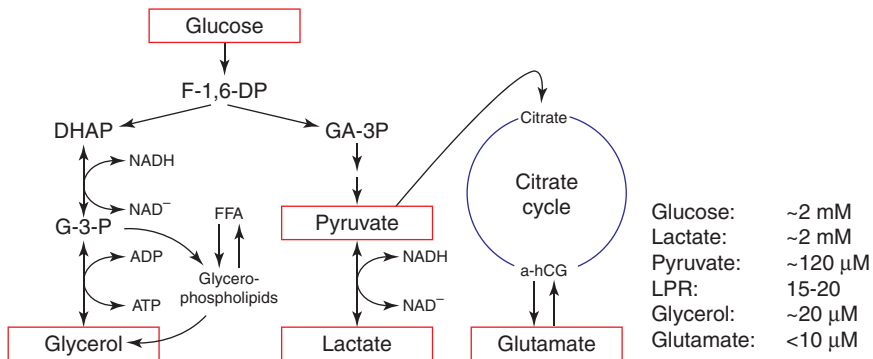 Glucose
F-1,6-DP
DHAP
GA-3P
NADH
NAD⁻
G-3-P
ADP
ATP
Glycerol
FFA
Glycero-
phospholipids
Pyruvate
NADH
NAD⁻
Lactate
Citrate
Citrate
cycle
a-hCG
Glutamate
Glucose: ~2 mM
Lactate: ~2 mM
Pyruvate: ~120 μM
LPR: 15-20
Glycerol: ~20 μM
Glutamate: <10 μM